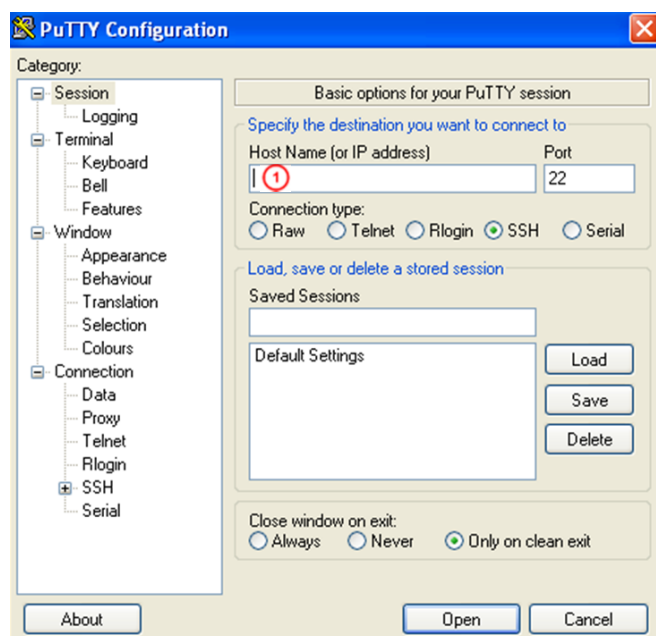 PuTTY Configuration
Category:
Session
Logging
Terminal
Keyboard
Bell
Features
Window
Appearance
Behaviour
Translation
Selection
Colours
Connection
Data
Proxy
Telnet
Rlogin
SSH
Serial
Basic options for your PuTTY session
Specify the destination you want to connect to
Host Name (or IP address) Port
1 22
Connection type:
Raw Telnet Rlogin SSH Serial
Load, save or delete a stored session
Saved Sessions
Default Settings
Load
Save
Delete
Close window on exit:
Always Never Only on clean exit
About Open Cancel